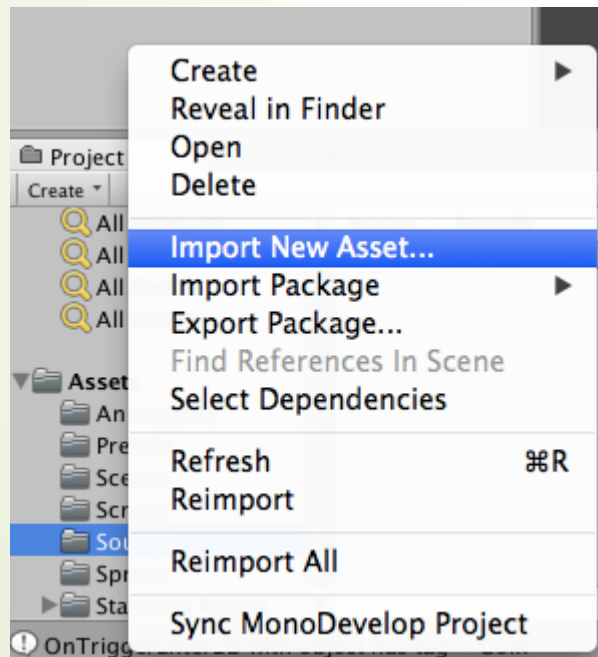 Create
Reveal in Finder
Open
Delete
Import New Asset...
Import Package
Export Package...
Find References In Scene
Select Dependencies
Refresh ⌘R
Reimport
Reimport All
Sync MonoDevelop Project
Project
Create
All
All
All
All
Asset
An
Pre
Sce
Scr
Sou
Spr
Sta